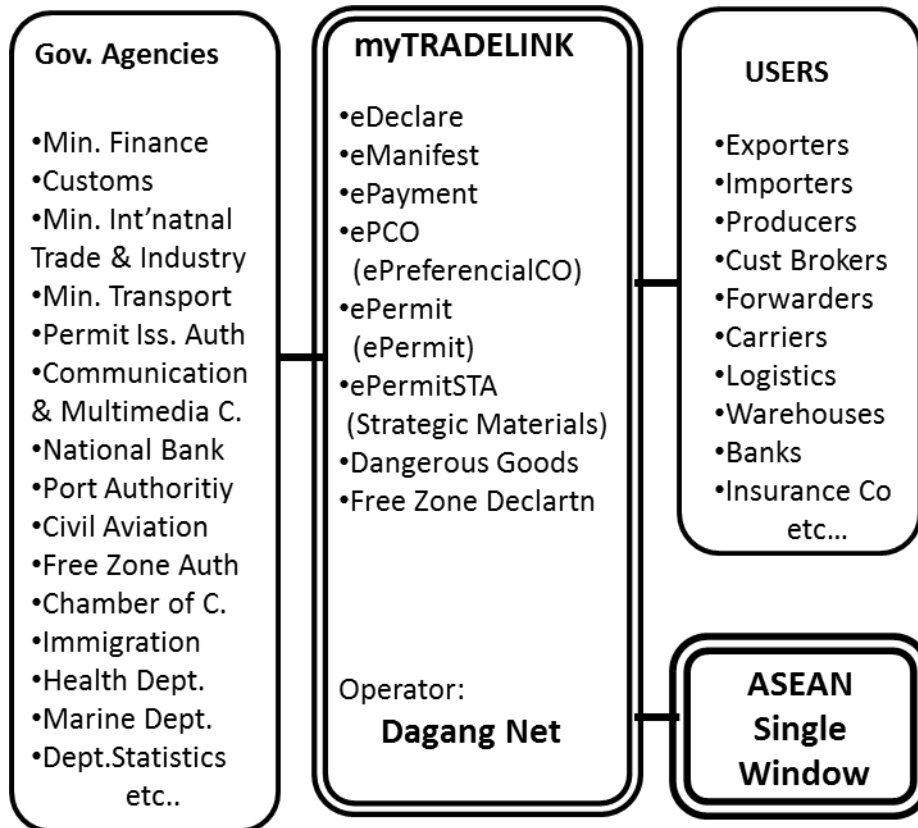 Gov. Agencies
•Min. Finance
•Customs
•Min. Int’natnal
Trade & Industry
•Min. Transport
•Permit Iss. Auth
•Communication
& Multimedia C.
•National Bank
•Port Authoritiy
•Civil Aviation
•Free Zone Auth
•Chamber of C.
•Immigration
•Health Dept.
•Marine Dept.
•Dept.Statistics
etc..
myTRADELINK
•eDeclare
•eManifest
•ePayment
•ePCO
(ePreferencialCO)
•ePermit
(ePermit)
•ePermitSTA
(Strategic Materials)
•Dangerous Goods
•Free Zone Declartn
Operator:
Dagang Net
USERS
•Exporters
•Importers
•Producers
•Cust Brokers
•Forwarders
•Carriers
•Logistics
•Warehouses
•Banks
•Insurance Co
etc…
ASEAN
Single
Window